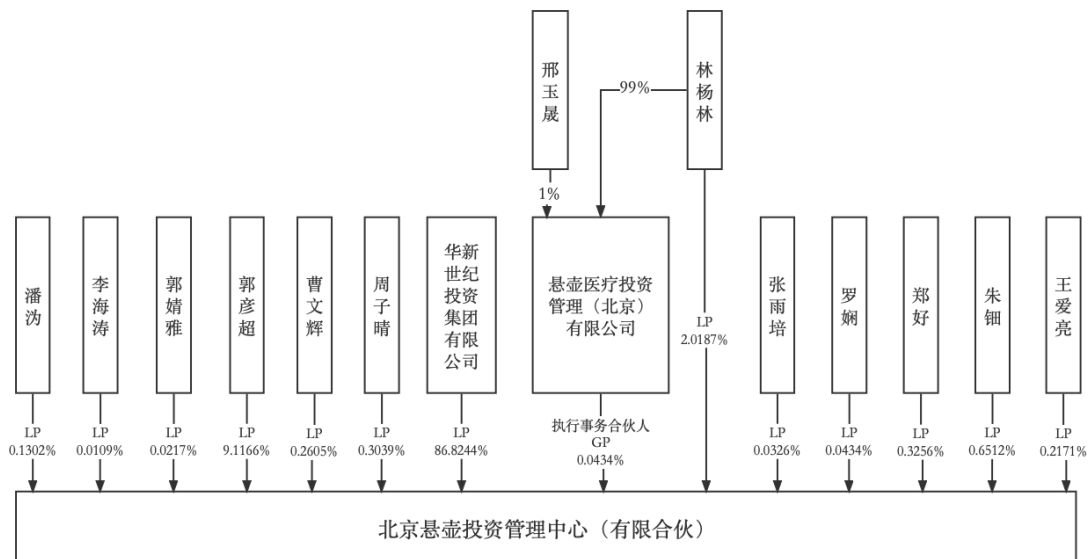 邢玉晟
林杨林
99%
1%
潘沩
李海涛
郭婧雅
郭彦超
曹文辉
周子晴
华新
世纪
投资
集团
有限
公司
悬壶医疗投资
管理（北京）
有限公司
LP
2.0187%
张雨培
罗娴
郑好
朱钿
王爱亮
LP
0.1302%
LP
0.0109%
LP
0.0217%
LP
9.1166%
LP
0.2605%
LP
0.3039%
LP
86.8244%
执行事务合伙人
GP
0.0434%
LP
0.0326%
LP
0.0434%
LP
0.3256%
LP
0.6512%
LP
0.2171%
北京悬壶投资管理中心（有限合伙）